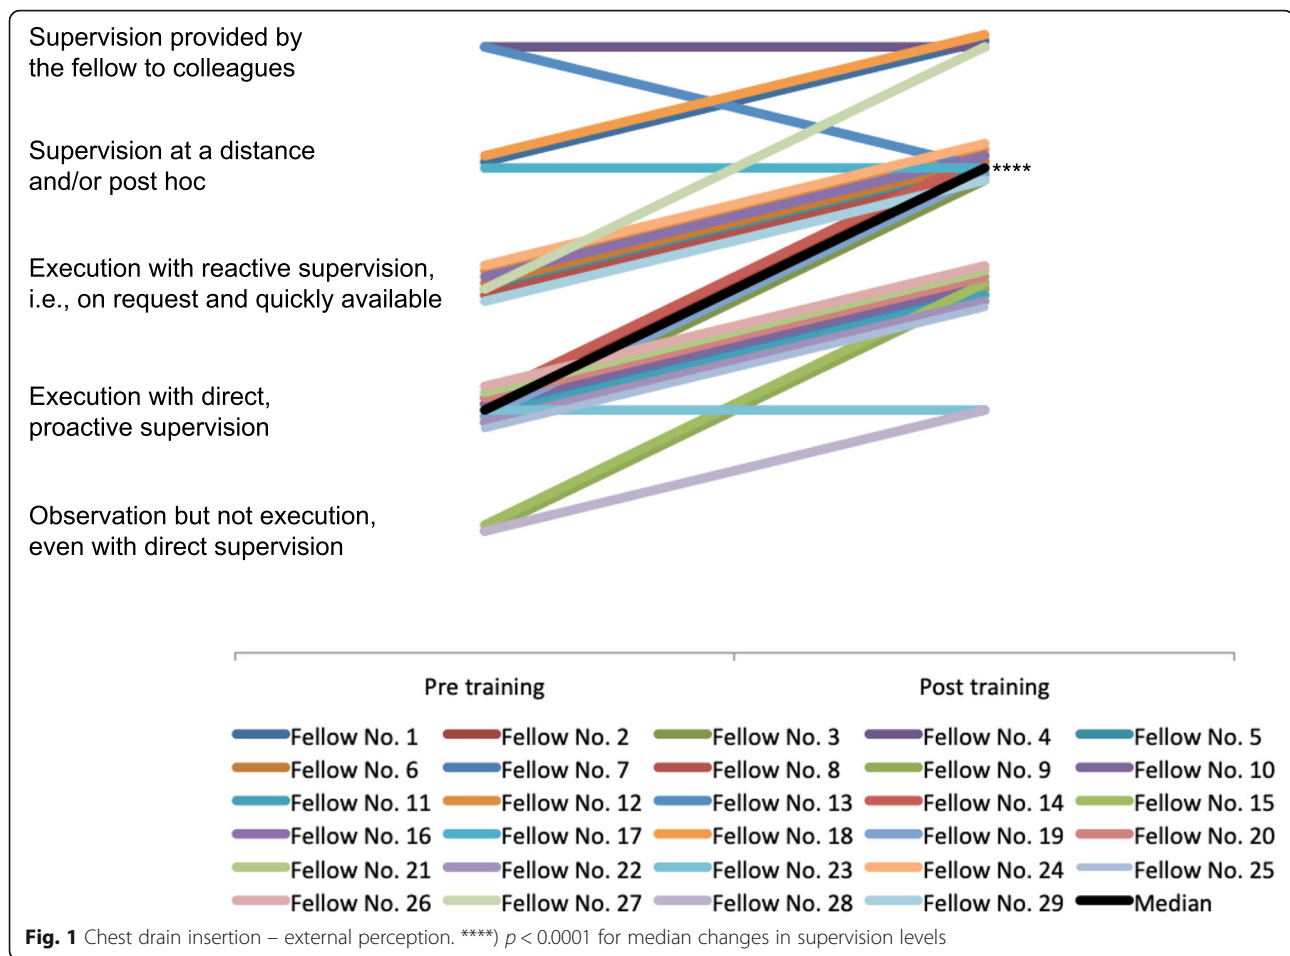 Supervision provided by
the fellow to colleagues
Supervision at a distance
and/or post hoc
****
Execution with reactive supervision,
i.e., on request and quickly available
Execution with direct,
proactive supervision
Observation but not execution,
even with direct supervision
Pre training Post training
Fellow No. 1 Fellow No. 2 Fellow No. 3 Fellow No. 4 Fellow No. 5
Fellow No. 6 Fellow No. 7 Fellow No. 8 Fellow No. 9 Fellow No. 10
Fellow No. 11 Fellow No. 12 Fellow No. 13 Fellow No. 14 Fellow No. 15
Fellow No. 16 Fellow No. 17 Fellow No. 18 Fellow No. 19 Fellow No. 20
Fellow No. 21 Fellow No. 22 Fellow No. 23 Fellow No. 24 Fellow No. 25
Fellow No. 26 Fellow No. 27 Fellow No. 28 Fellow No. 29 Median
Fig. 1 Chest drain insertion – external perception. ****) p < 0.0001 for median changes in supervision levels